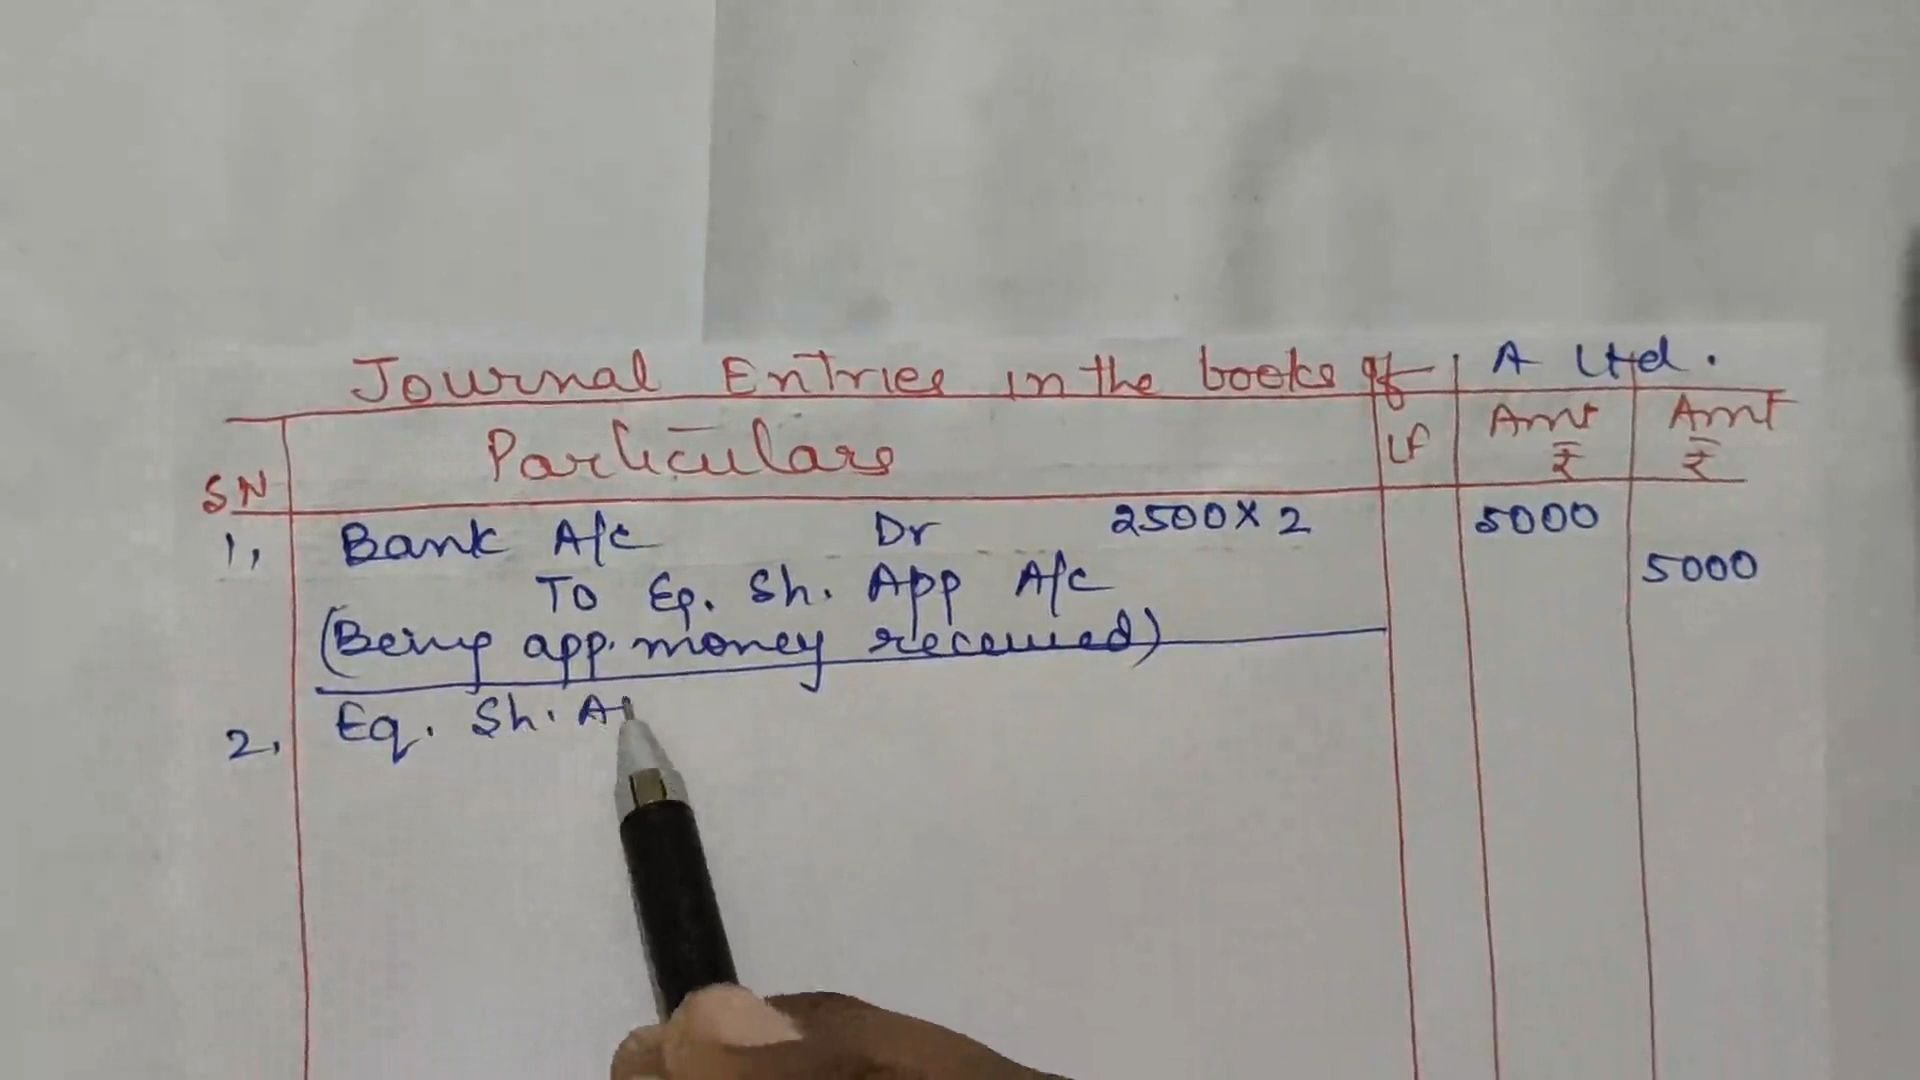 Journal Entries in the books of A Ltd.
SN Particulars LF Amt ₹ Amt ₹
1, Bank A/c Dr 2500 × 2 5000
To Eq. Sh. App A/c 5000
(Being app. money received)
2, Eq. Sh. A